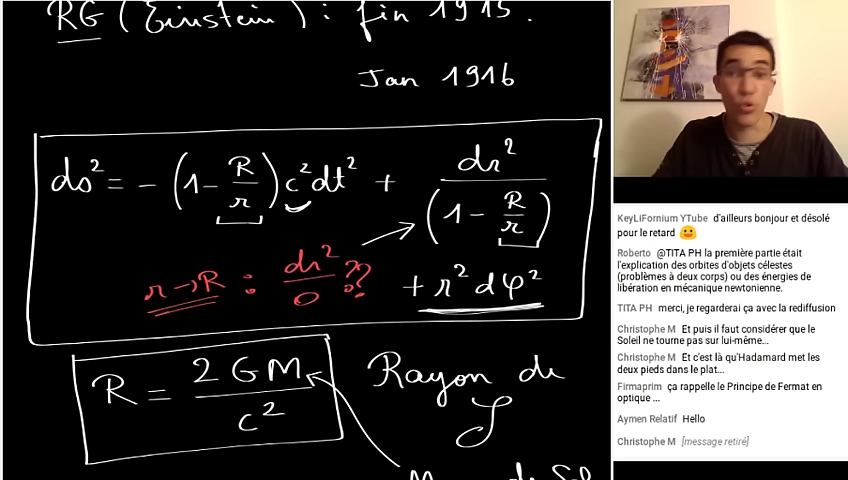 RG (Einstein) : fin 1915.
Jan 1916
ds² = - (1 - R/r) c² dt² + dr² / (1 - R/r)
r → R : dr²/0 ?? + r² dφ²
R = 2GM / c² Rayon de
S
KeyLiFornium YTube d'ailleurs bonjour et désolé
pour le retard
Roberto @TITA PH la première partie était
l'explication des orbites d'objets célestes
(problèmes à deux corps) ou des énergies de
libération en mécanique newtonienne.
TITA PH merci, je regarderai ça avec la rediffusion
Christophe M Et puis il faut considérer que le
Soleil ne tourne pas sur lui-même...
Christophe M Et c'est là qu'Hadamard met les
deux pieds dans le plat...
Firmaprim ça rappelle le Principe de Fermat en
optique ...
Aymen Relatif Hello
Christophe M [message retiré]